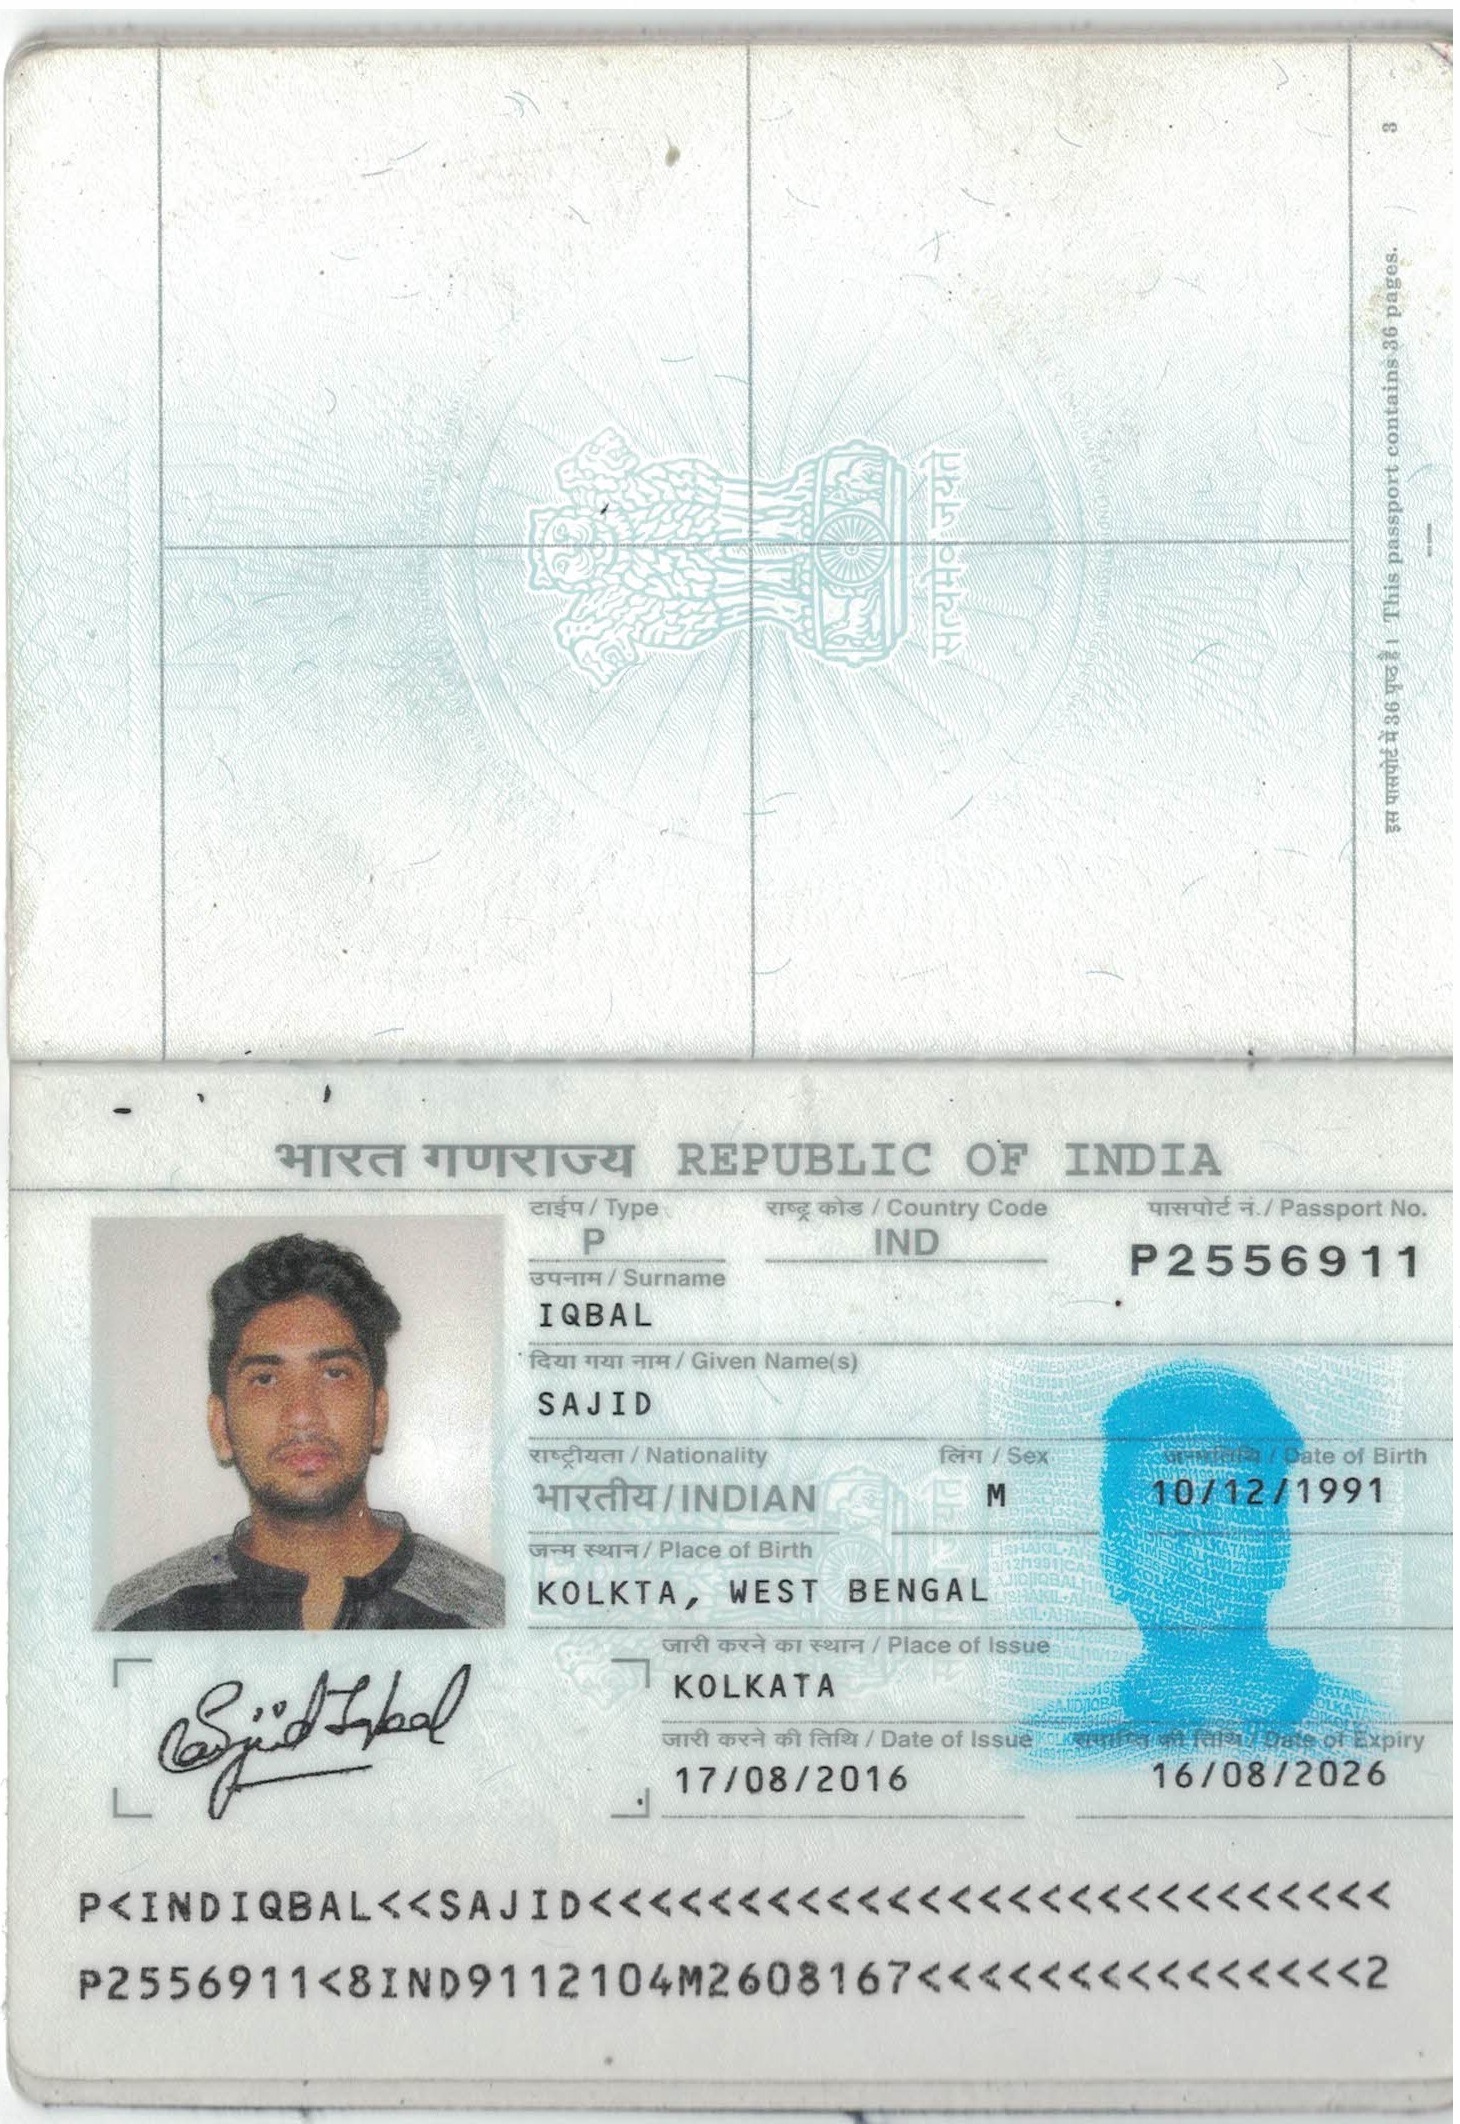 3
इस पासपोर्ट में 36 पृष्ठ हैं। This passport contains 36 pages.
सत्यमेव जयते
भारत गणराज्य REPUBLIC OF INDIA
टाईप / Type राष्ट्र कोड / Country Code पासपोर्ट नं. / Passport No.
P IND P2556911
उपनाम / Surname
IQBAL
दिया गया नाम / Given Name(s)
SAJID
राष्ट्रीयता / Nationality लिंग / Sex जन्मतिथि / Date of Birth
भारतीय / INDIAN M 10/12/1991
जन्म स्थान / Place of Birth
KOLKTA, WEST BENGAL
जारी करने का स्थान / Place of Issue
KOLKATA
जारी करने की तिथि / Date of Issue समाप्ति की तिथि / Date of Expiry
17/08/2016 16/08/2026
Sajid Iqbal
P<INDIQBAL<<SAJID<<<<<<<<<<<<<<<<<<<<<<<<<<<
P2556911<8IND9112104M2608167<<<<<<<<<<<<<<<2